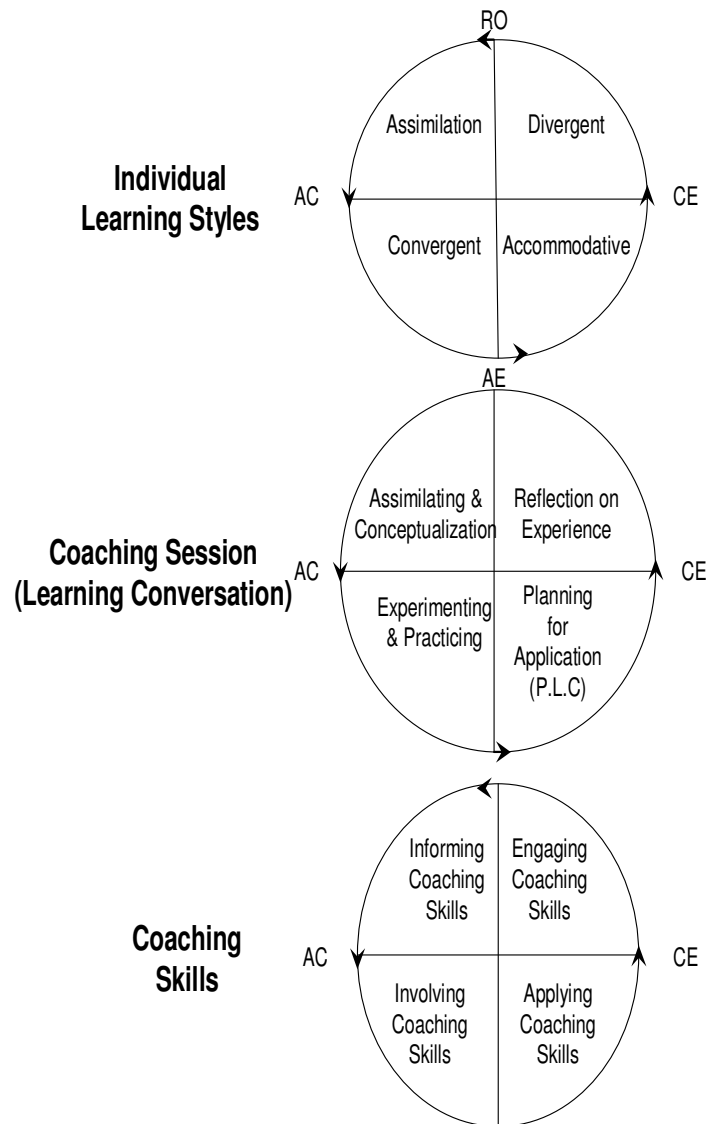 RO
Assimilation
Divergent
Individual
Learning Styles
AC
CE
Convergent
Accommodative
AE
Assimilating &
Conceptualization
Reflection on
Experience
Coaching Session
(Learning Conversation)
AC
CE
Experimenting
& Practicing
Planning
for
Application
(P.L.C)
Informing
Coaching
Skills
Engaging
Coaching
Skills
Coaching
Skills
AC
CE
Involving
Coaching
Skills
Applying
Coaching
Skills